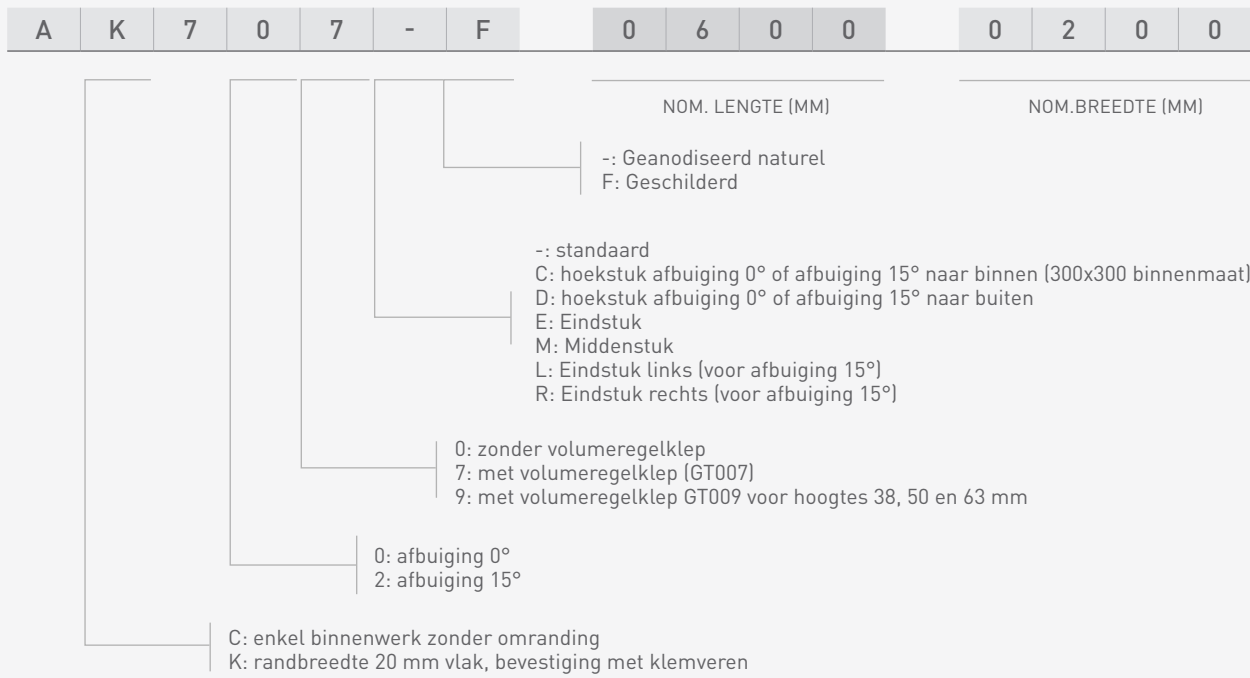 A K 7 0 7 - F 0 6 0 0 0 2 0 0
NOM. LENGTE (MM) NOM.BREEDTE (MM)
-: Geanodiseerd naturel
F: Geschilderd
-: standaard
C: hoekstuk afbuiging 0° of afbuiging 15° naar binnen (300x300 binnenmaat)
D: hoekstuk afbuiging 0° of afbuiging 15° naar buiten
E: Eindstuk
M: Middenstuk
L: Eindstuk links (voor afbuiging 15°)
R: Eindstuk rechts (voor afbuiging 15°)
0: zonder volumeregelklep
7: met volumeregelklep (GT007)
9: met volumeregelklep GT009 voor hoogtes 38, 50 en 63 mm
0: afbuiging 0°
2: afbuiging 15°
C: enkel binnenwerk zonder omranding
K: randbreedte 20 mm vlak, bevestiging met klemveren